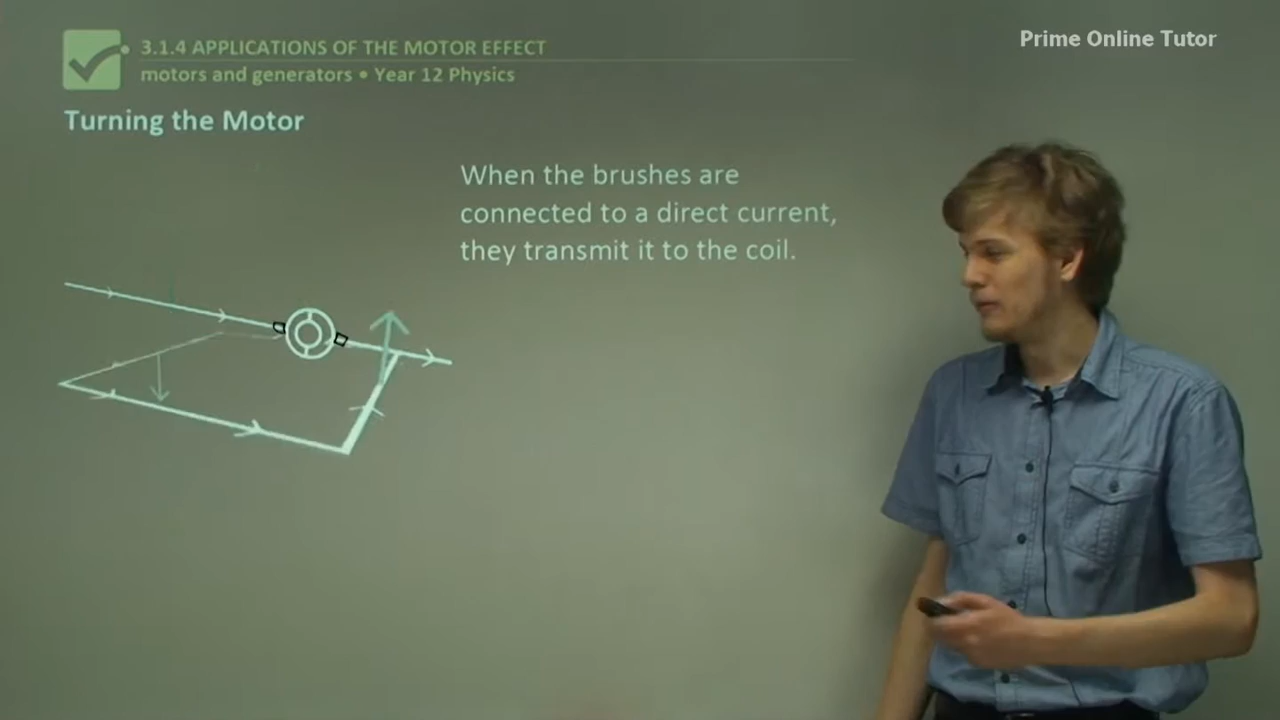 Prime Online Tutor
3.1.4 APPLICATIONS OF THE MOTOR EFFECT
motors and generators • Year 12 Physics
Turning the Motor
When the brushes are
connected to a direct current,
they transmit it to the coil.